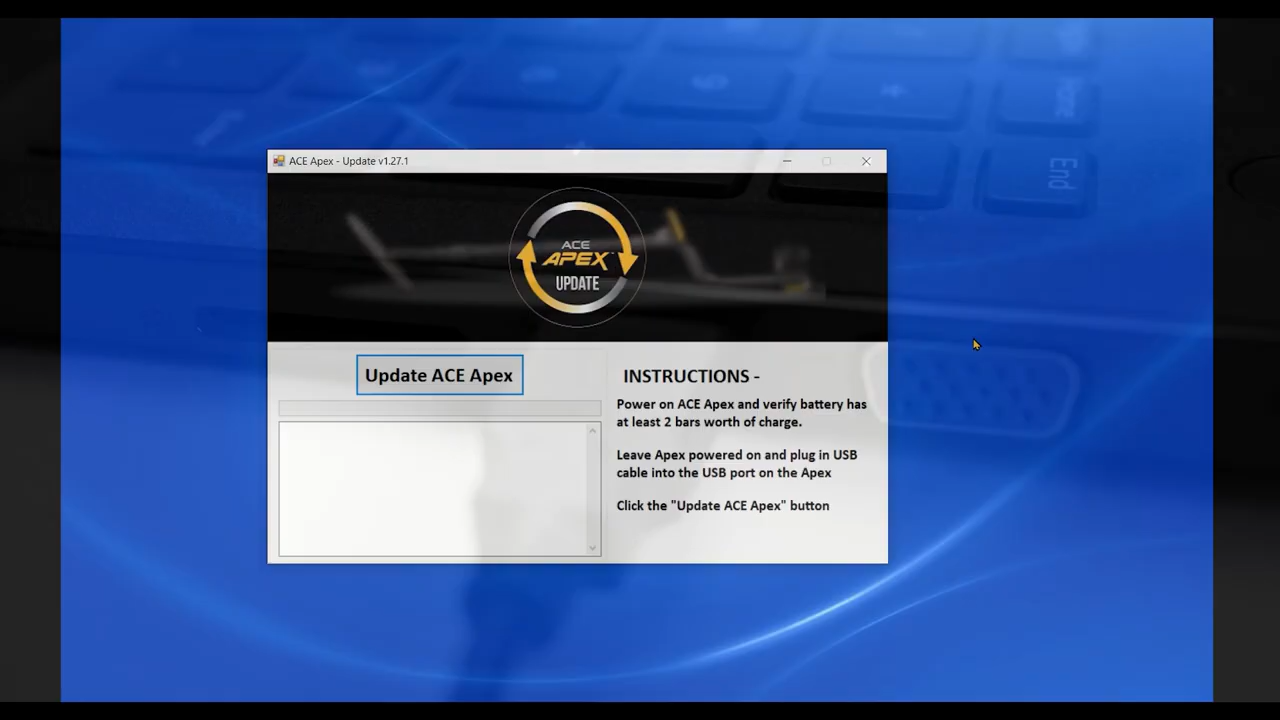 End
ACE Apex - Update v1.27.1
ACE
APEX™
UPDATE
Update ACE Apex
INSTRUCTIONS -
Power on ACE Apex and verify battery has
at least 2 bars worth of charge.
Leave Apex powered on and plug in USB
cable into the USB port on the Apex
Click the "Update ACE Apex" button